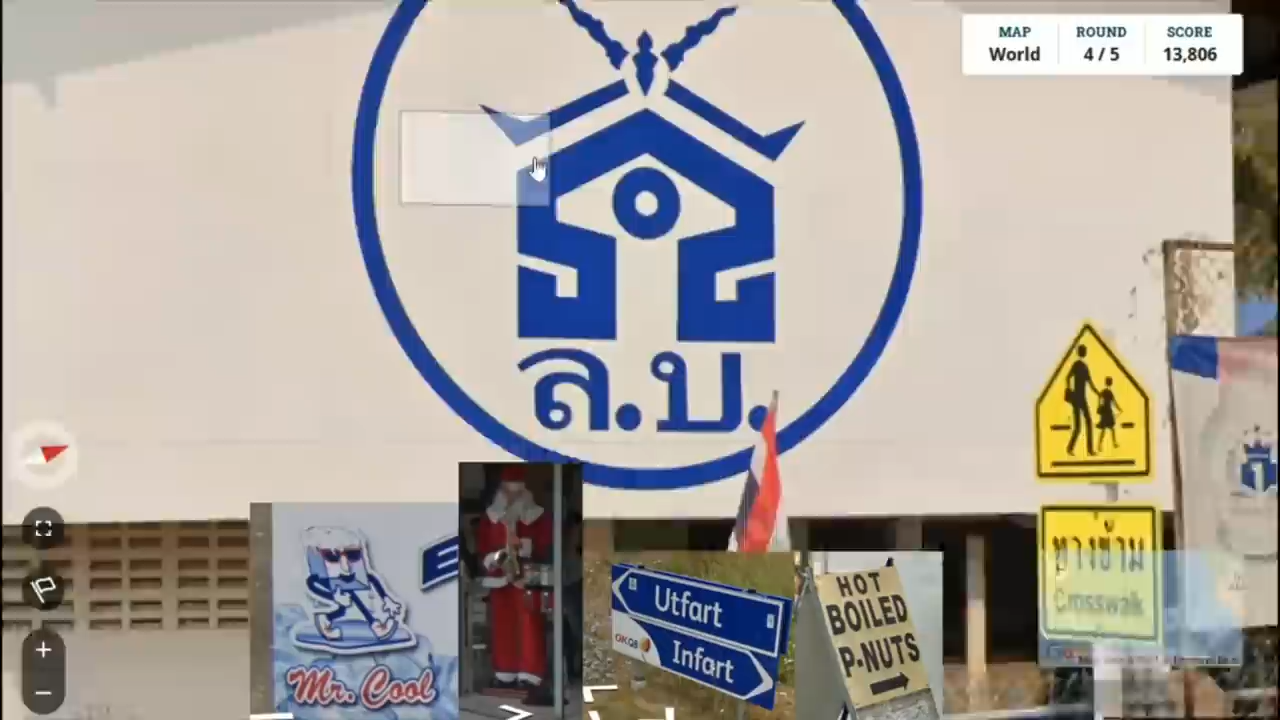 MAP
World
ROUND
4 / 5
SCORE
13,806
ล.บ.
1
ทางข้าม
Crosswalk
Mr. Cool
Utfart
OKQ8
Infart
HOT
BOILED
P-NUTS